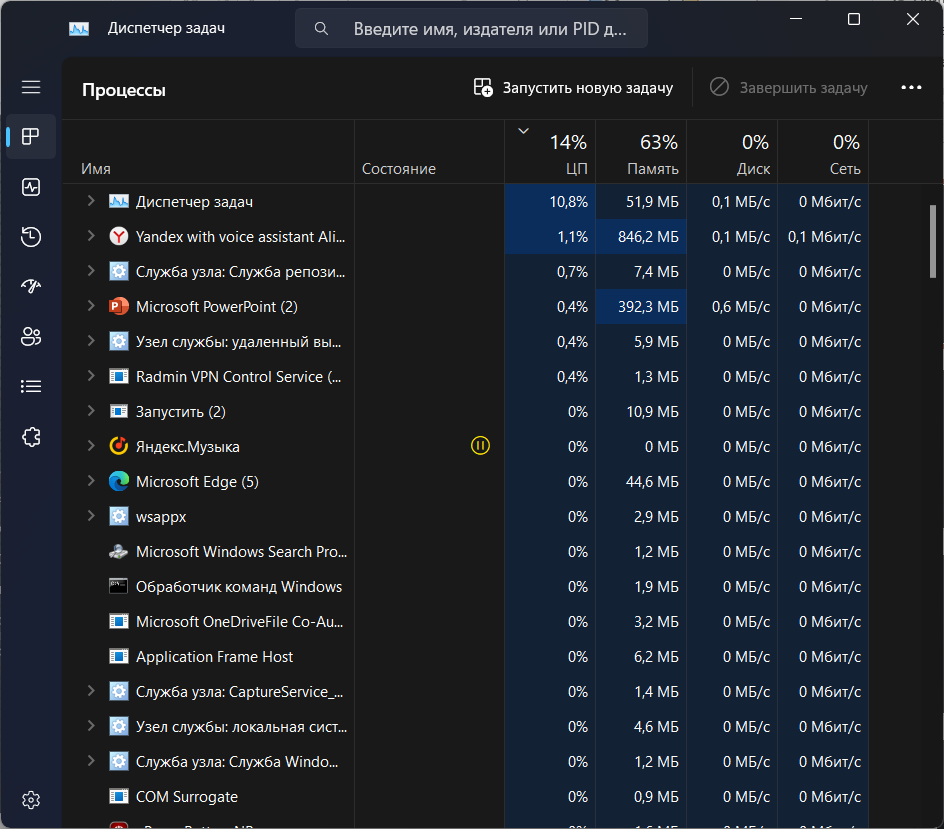 Диспетчер задач
Введите имя, издателя или PID д...
Процессы
Запустить новую задачу
Завершить задачу
14% 63% 0% 0%
Имя Состояние ЦП Память Диск Сеть
Диспетчер задач 10,8% 51,9 МБ 0,1 МБ/с 0 Мбит/с
Yandex with voice assistant Ali... 1,1% 846,2 МБ 0,1 МБ/с 0,1 Мбит/с
Служба узла: Служба репози... 0,7% 7,4 МБ 0 МБ/с 0 Мбит/с
Microsoft PowerPoint (2) 0,4% 392,3 МБ 0,6 МБ/с 0 Мбит/с
Узел службы: удаленный вы... 0,4% 5,9 МБ 0 МБ/с 0 Мбит/с
Radmin VPN Control Service (... 0,4% 1,3 МБ 0 МБ/с 0 Мбит/с
Запустить (2) 0% 10,9 МБ 0 МБ/с 0 Мбит/с
Яндекс.Музыка 0% 0 МБ 0 МБ/с 0 Мбит/с
Microsoft Edge (5) 0% 44,6 МБ 0 МБ/с 0 Мбит/с
wsappx 0% 2,9 МБ 0 МБ/с 0 Мбит/с
Microsoft Windows Search Pro... 0% 1,2 МБ 0 МБ/с 0 Мбит/с
Обработчик команд Windows 0% 1,9 МБ 0 МБ/с 0 Мбит/с
Microsoft OneDriveFile Co-Au... 0% 3,2 МБ 0 МБ/с 0 Мбит/с
Application Frame Host 0% 6,2 МБ 0 МБ/с 0 Мбит/с
Служба узла: CaptureService_... 0% 1,4 МБ 0 МБ/с 0 Мбит/с
Узел службы: локальная сист... 0% 4,6 МБ 0 МБ/с 0 Мбит/с
Служба узла: Служба Windo... 0% 1,2 МБ 0 МБ/с 0 Мбит/с
COM Surrogate 0% 0,9 МБ 0 МБ/с 0 Мбит/с